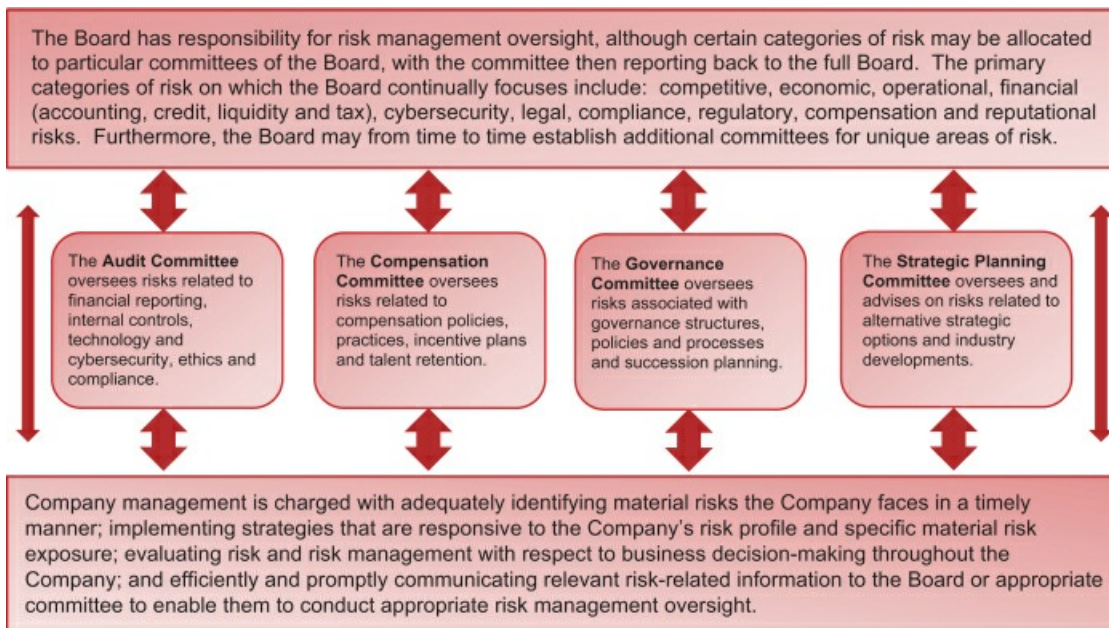 The Board has responsibility for risk management oversight, although certain categories of risk may be allocated
to particular committees of the Board, with the committee then reporting back to the full Board.  The primary
categories of risk on which the Board continually focuses include:  competitive, economic, operational, financial
(accounting, credit, liquidity and tax), cybersecurity, legal, compliance, regulatory, compensation and reputational
risks.  Furthermore, the Board may from time to time establish additional committees for unique areas of risk.
The Audit Committee
oversees risks related to
financial reporting,
internal controls,
technology and
cybersecurity, ethics and
compliance.
The Compensation
Committee oversees
risks related to
compensation policies,
practices, incentive plans
and talent retention.
The Governance
Committee oversees
risks associated with
governance structures,
policies and processes
and succession planning.
The Strategic Planning
Committee oversees and
advises on risks related to
alternative strategic
options and industry
developments.
Company management is charged with adequately identifying material risks the Company faces in a timely
manner; implementing strategies that are responsive to the Company's risk profile and specific material risk
exposure; evaluating risk and risk management with respect to business decision-making throughout the
Company; and efficiently and promptly communicating relevant risk-related information to the Board or appropriate
committee to enable them to conduct appropriate risk management oversight.